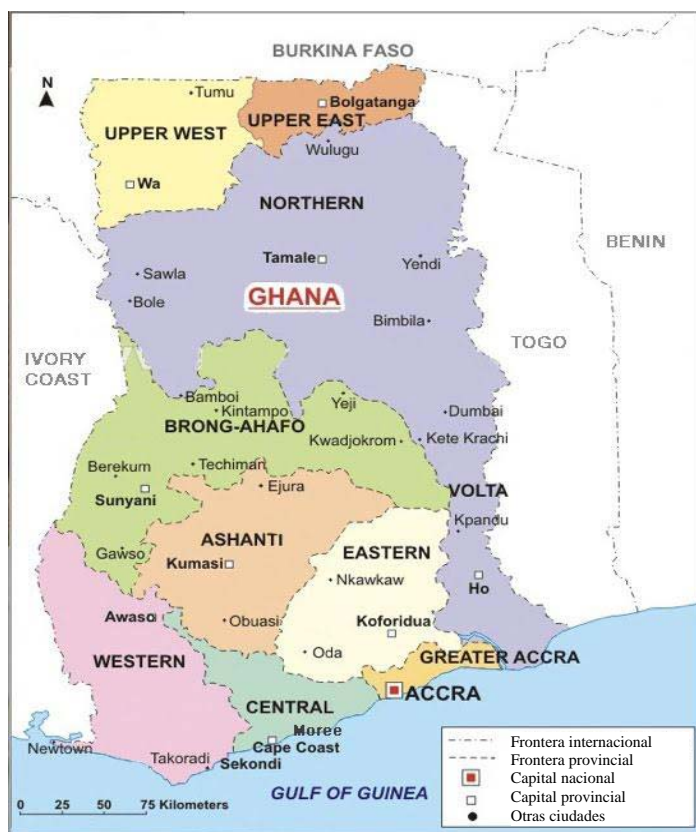 BURKINA FASO
N
Tumu
Bolgatanga
UPPER EAST
UPPER WEST
Wulugu
Wa
NORTHERN
BENIN
Tamale
Yendi
Sawla
GHANA
Bole
Bimbila
TOGO
IVORY
COAST
Bamboi
Yeji
Kintampo
Dumbai
BRONG-AHAFO
Kwadjokrom
Kete Krachi
Berekum
Techiman
Ejura
Sunyani
VOLTA
Kpandu
ASHANTI
EASTERN
Gawso
Kumasi
Nkawkaw
Ho
Awaso
Obuasi
Koforidua
Oda
GREATER ACCRA
WESTERN
CENTRAL
ACCRA
Moree
Newtown
Cape Coast
Takoradi
Sekondi
0 25 50 75 Kilometers
GULF OF GUINEA
Frontera internacional
Frontera provincial
Capital nacional
Capital provincial
Otras ciudades